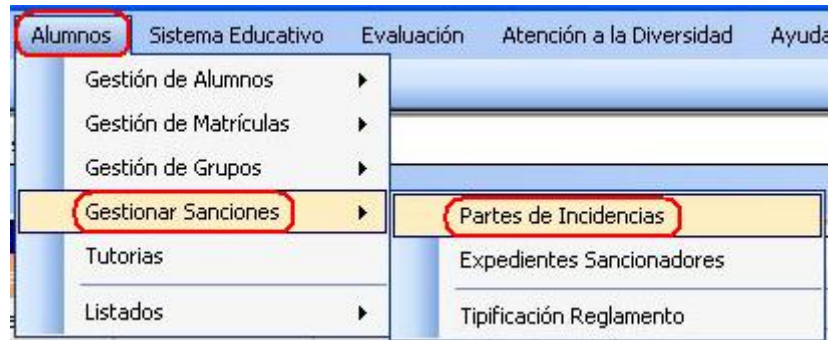 Alumnos Sistema Educativo Evaluación Atención a la Diversidad Ayuda
Gestión de Alumnos
Gestión de Matrículas
Gestión de Grupos
Gestionar Sanciones
Tutorias
Listados
Partes de Incidencias
Expedientes Sancionadores
Tipificación Reglamento